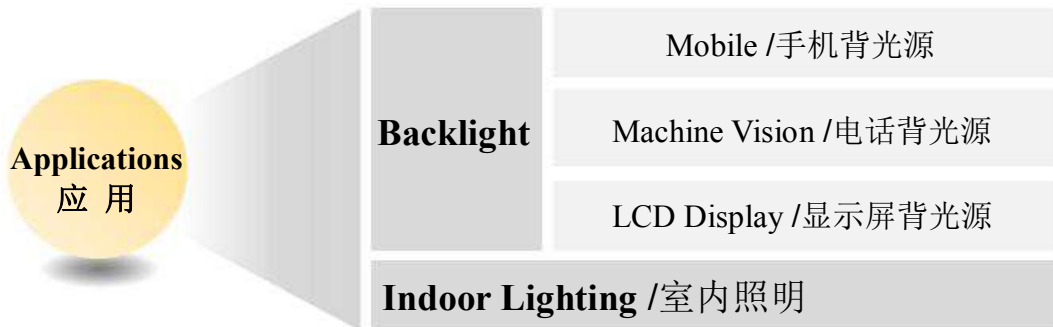 Applications
应 用
Backlight
Mobile /手机背光源
Machine Vision /电话背光源
LCD Display /显示屏背光源
Indoor Lighting /室内照明